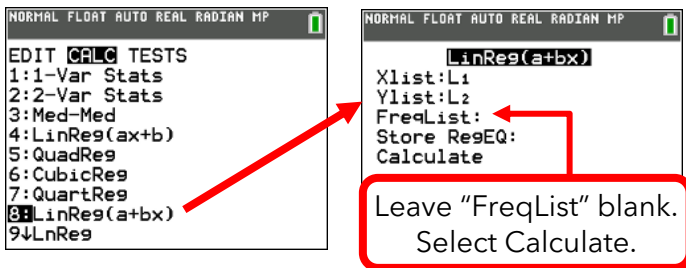 NORMAL FLOAT AUTO REAL RADIAN MP
EDIT CALC TESTS
1:1-Var Stats
2:2-Var Stats
3:Med-Med
4:LinReg(ax+b)
5:QuadReg
6:CubicReg
7:QuartReg
8:LinReg(a+bx)
9↓LnReg
NORMAL FLOAT AUTO REAL RADIAN MP
LinReg(a+bx)
Xlist:L₁
Ylist:L₂
FreqList:
Store RegEQ:
Calculate
Leave “FreqList” blank.
Select Calculate.